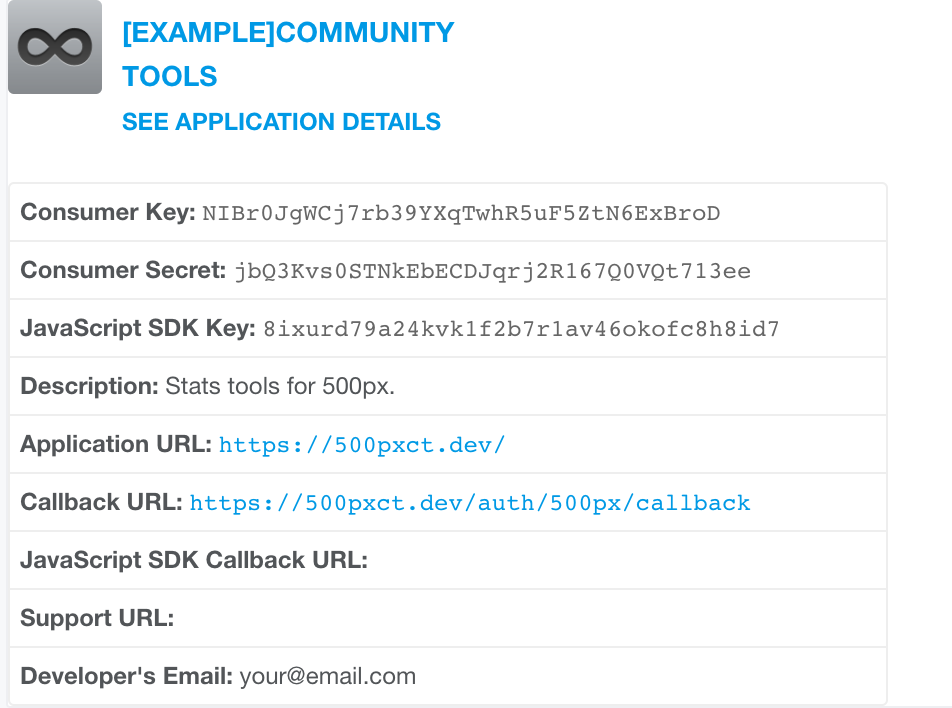 [EXAMPLE]COMMUNITY
TOOLS
SEE APPLICATION DETAILS
Consumer Key: NIBr0JgWCj7rb39YXqTwhR5uF5ZtN6ExBroD
Consumer Secret: jbQ3Kvs0STNkEbECDJqrj2R167Q0VQt713ee
JavaScript SDK Key: 8ixurd79a24kvk1f2b7r1av46okofc8h8id7
Description: Stats tools for 500px.
Application URL: https://500pxct.dev/
Callback URL: https://500pxct.dev/auth/500px/callback
JavaScript SDK Callback URL:
Support URL:
Developer's Email: your@email.com